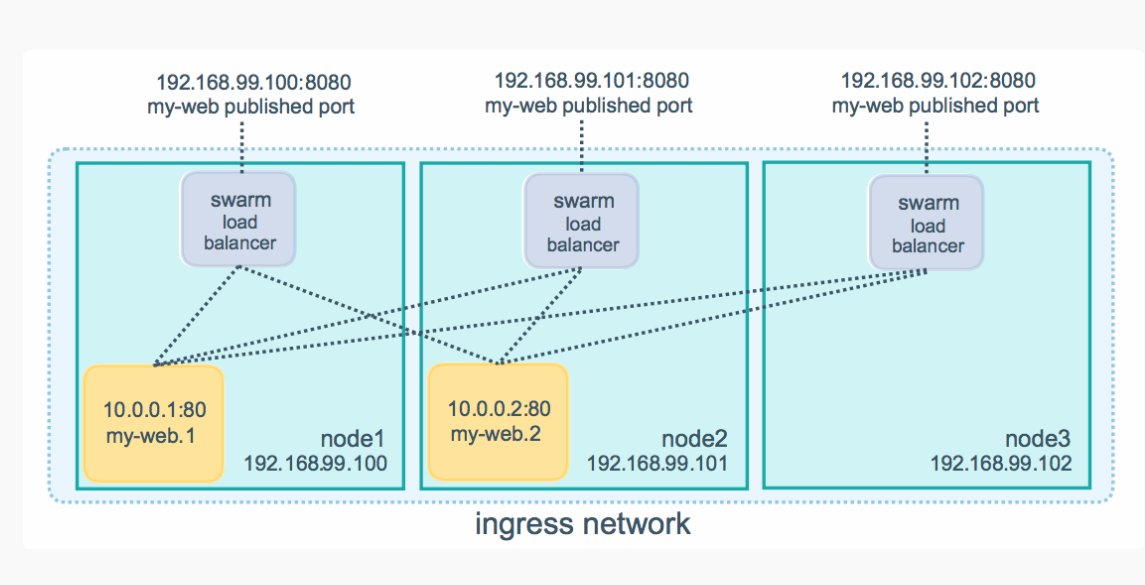 192.168.99.100:8080
my-web published port
192.168.99.101:8080
my-web published port
192.168.99.102:8080
my-web published port
swarm
load
balancer
swarm
load
balancer
swarm
load
balancer
10.0.0.1:80
my-web.1
node1
192.168.99.100
10.0.0.2:80
my-web.2
node2
192.168.99.101
node3
192.168.99.102
ingress network